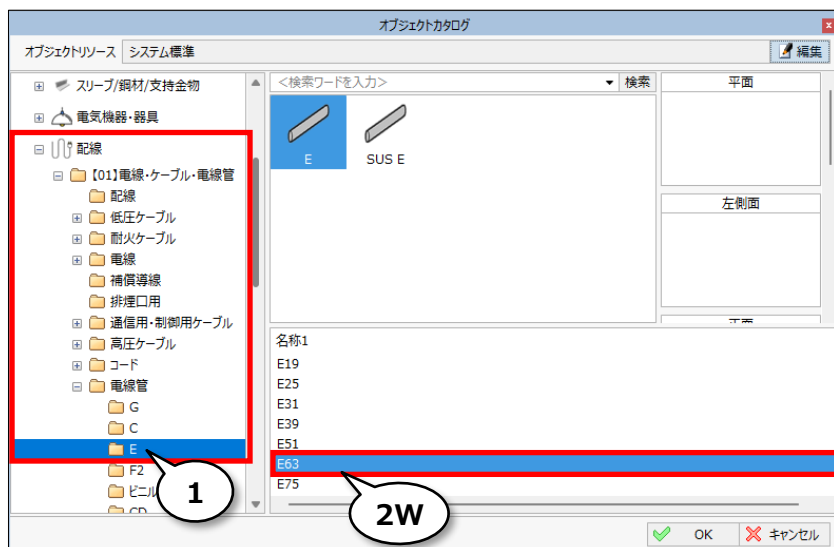 オブジェクトカタログ
オブジェクトリソース システム標準
編集
スリーブ/鋼材/支持金物
電気機器・器具
配線
【01】電線・ケーブル・電線管
配線
低圧ケーブル
耐火ケーブル
電線
補償導線
排煙口用
通信用・制御用ケーブル
高圧ケーブル
コード
電線管
G
C
E
F2
ビニル
CD
1
<検索ワードを入力>
検索
E
SUS E
名称1
E19
E25
E31
E39
E51
E63
E75
2W
平面
左側面
正面
OK
キャンセル